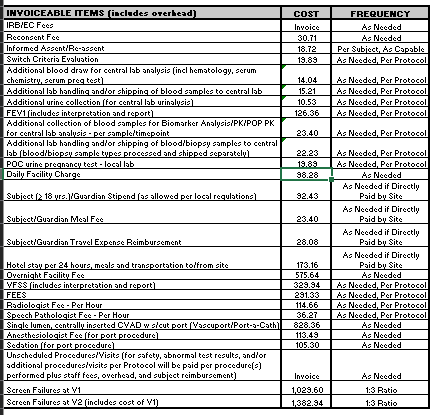 INVOICEABLE ITEMS (includes overhead) COST FREQUENCY
IRB/EC Fees Invoice As Needed
Reconsent Fee 30.71 As Needed
Informed Assent/Re-assent 18.72 Per Subject, As Capable
Switch Criteria Evaluation 19.89 As Needed, Per Protocol
Additional blood draw for central lab analysis (incl hematology, serum
chemistry, serum preg test) 14.04 As Needed, Per Protocol
Additional lab handling and/or shipping of blood samples to central lab 15.21 As Needed, Per Protocol
Additional urine collection (for central lab urinalysis) 10.53 As Needed, Per Protocol
FEV1 (includes interpretation and report) 126.36 As Needed, Per Protocol
Additional collection of blood samples for Biomarker Analysis/PK/POP PK
for central lab analysis - per sample/timepoint 23.40 As Needed, Per Protocol
Additional lab handling and/or shipping of blood/biopsy samples to central
lab (blood/biopsy sample types processed and shipped separately) 22.23 As Needed, Per Protocol
POC urine pregnancy test - local lab 19.89 As Needed, Per Protocol
Daily Facility Charge 98.28 As Needed
Subject (≥ 18 yrs.)/Guardian Stipend (as allowed per local regulations) 92.43 As Needed if Directly
Paid by Site
Subject/Guardian Meal Fee 23.40 As Needed if Directly
Paid by Site
Subject/Guardian Travel Expense Reimbursement 28.08 As Needed if Directly
Paid by Site
Hotel stay per 24 hours, meals and transportation to/from site 173.16 As Needed if Directly
Paid by Site
Overnight Facility Fee 575.64 As Needed
VFSS (includes interpretation and report) 329.94 As Needed, Per Protocol
FEES 291.33 As Needed, Per Protocol
Radiologist Fee - Per Hour 114.66 As Needed, Per Protocol
Speech Pathologist Fee - Per Hour 36.27 As Needed, Per Protocol
Single lumen, centrally inserted CVAD w s/cut port (Vascuport/Port-a-Cath) 828.36 As Needed
Anesthesiologist Fee (for port procedure) 113.49 As Needed
Sedation (for port procedure) 105.30 As Needed
Unscheduled Procedures/Visits (for safety, abnormal test results, and/or
additional procedures/visits per Protocol will be paid per procedure(s)
performed plus staff fees, overhead, and subject reimbursement) Invoice As Needed
Screen Failures at V1 1,029.60 1:3 Ratio
Screen Failures at V2 (includes cost of V1) 1,382.94 1:3 Ratio